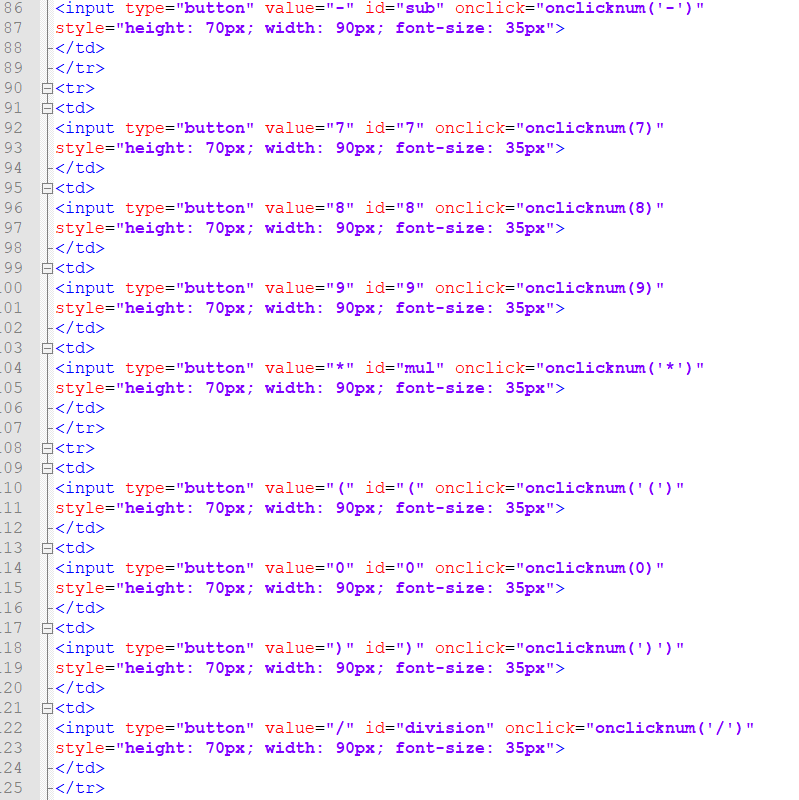 86 <input type="button" value="-" id="sub" onclick="onclicknum('-')"
87 style="height: 70px; width: 90px; font-size: 35px">
88 </td>
89 </tr>
90 <tr>
91 <td>
92 <input type="button" value="7" id="7" onclick="onclicknum(7)"
93 style="height: 70px; width: 90px; font-size: 35px">
94 </td>
95 <td>
96 <input type="button" value="8" id="8" onclick="onclicknum(8)"
97 style="height: 70px; width: 90px; font-size: 35px">
98 </td>
99 <td>
00 <input type="button" value="9" id="9" onclick="onclicknum(9)"
01 style="height: 70px; width: 90px; font-size: 35px">
02 </td>
03 <td>
04 <input type="button" value="*" id="mul" onclick="onclicknum('*')"
05 style="height: 70px; width: 90px; font-size: 35px">
06 </td>
07 </tr>
08 <tr>
09 <td>
10 <input type="button" value="(" id="(" onclick="onclicknum('(')"
11 style="height: 70px; width: 90px; font-size: 35px">
12 </td>
13 <td>
14 <input type="button" value="0" id="0" onclick="onclicknum(0)"
15 style="height: 70px; width: 90px; font-size: 35px">
16 </td>
17 <td>
18 <input type="button" value=")" id=")" onclick="onclicknum(')')"
19 style="height: 70px; width: 90px; font-size: 35px">
20 </td>
21 <td>
22 <input type="button" value="/" id="division" onclick="onclicknum('/')"
23 style="height: 70px; width: 90px; font-size: 35px">
24 </td>
25 </tr>